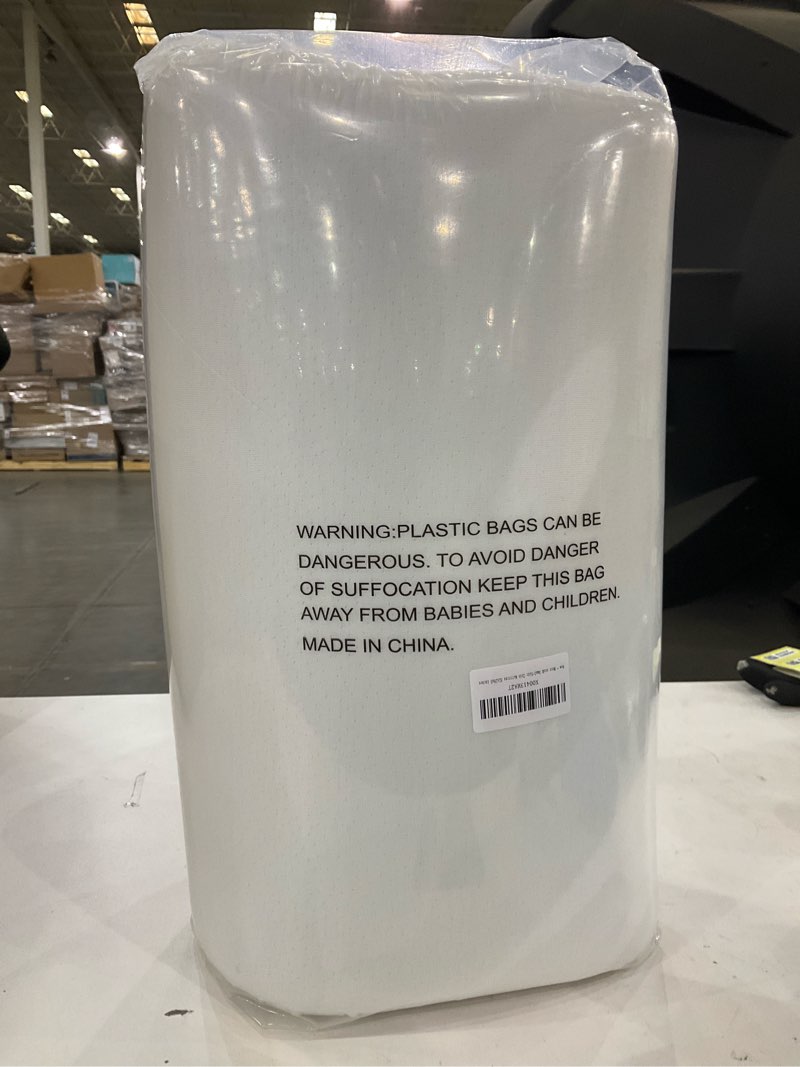 WARNING:PLASTIC BAGS CAN BE
DANGEROUS. TO AVOID DANGER
OF SUFFOCATION KEEP THIS BAG
AWAY FROM BABIES AND CHILDREN.
MADE IN CHINA.